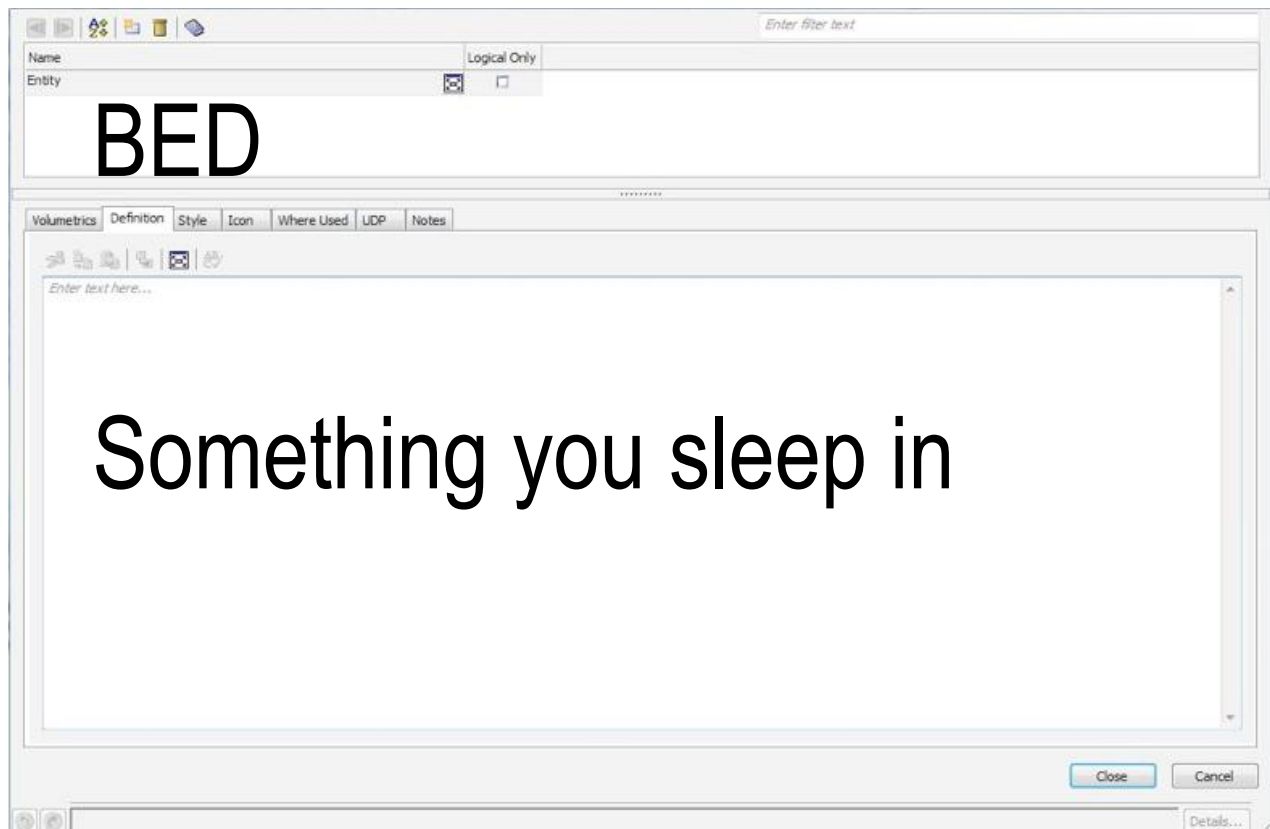 Enter filter text
Name Logical Only
Entity
BED
Volumetrics Definition Style Icon Where Used UDP Notes
Enter text here...
Something you sleep in
Close Cancel
Details...